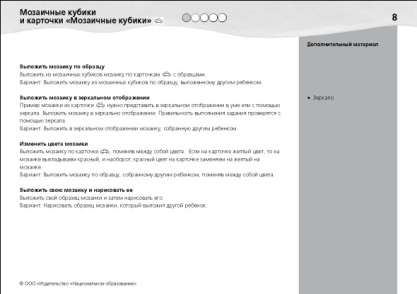 Мозаичные кубики
и карточки «Мозаичные кубики»
8
Дополнительный материал
• Зеркало
Выложить мозаику по образцу
Выложить из мозаичных кубиков мозаику по карточкам с образцами.
Вариант: Выложить мозаику из мозаичных кубиков по образцу, выложенному другим ребенком.
Выложить мозаику в зеркальном отображении
Пример мозаики из карточки нужно представить в зеркальном отображении в уме или с помощью
зеркала. Выложить мозаику в зеркально отображении. Правильность выполнения задания проверяется с
помощью зеркала.
Вариант: Выложить в зеркальном отображении мозаику, собранную другим ребенком.
Изменить цвета мозаики
Выложить мозаику по карточке, поменяв между собой цвета. Если на карточке желтый цвет, то на
мозаике выкладываем красный, и наоборот, красный цвет на карточке заменяем на желтый на
мозаике.
Вариант: Выложить мозаику по образцу, собранному другим ребенком, поменяв между собой цвета.
Выложить свою мозаику и нарисовать ее
Выложить свой образец мозаики и затем нарисовать его.
Вариант: Нарисовать образец мозаики, который выложил другой ребенок.
© ООО «Издательство «Национальное образование»